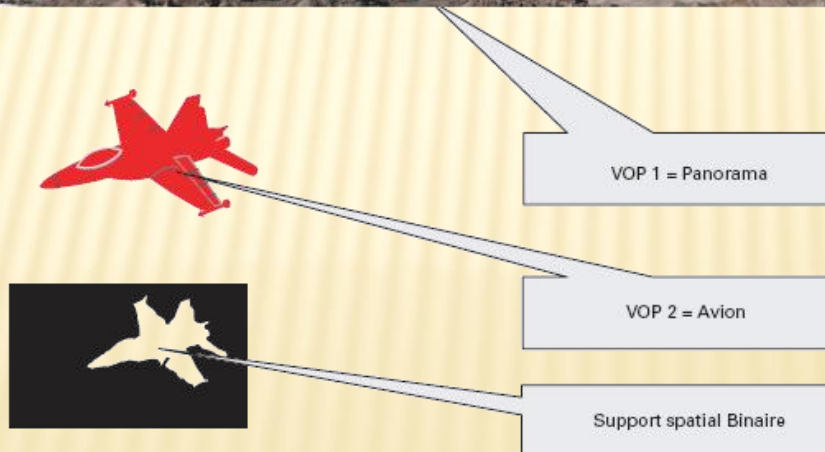 VOP 1 = Panorama
VOP 2 = Avion
Support spatial Binaire